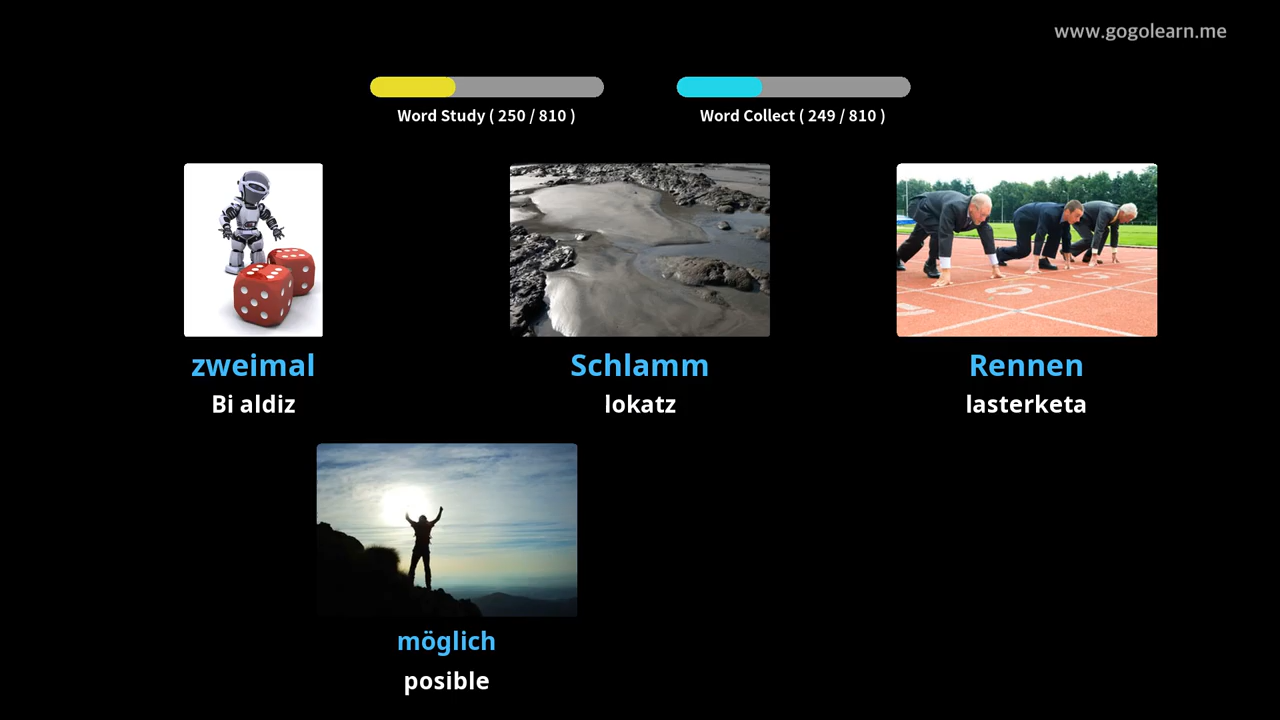 www.gogolearn.me
Word Study ( 250 / 810 )
Word Collect ( 249 / 810 )
zweimal
Bi aldiz
Schlamm
lokatz
Rennen
lasterketa
möglich
posible